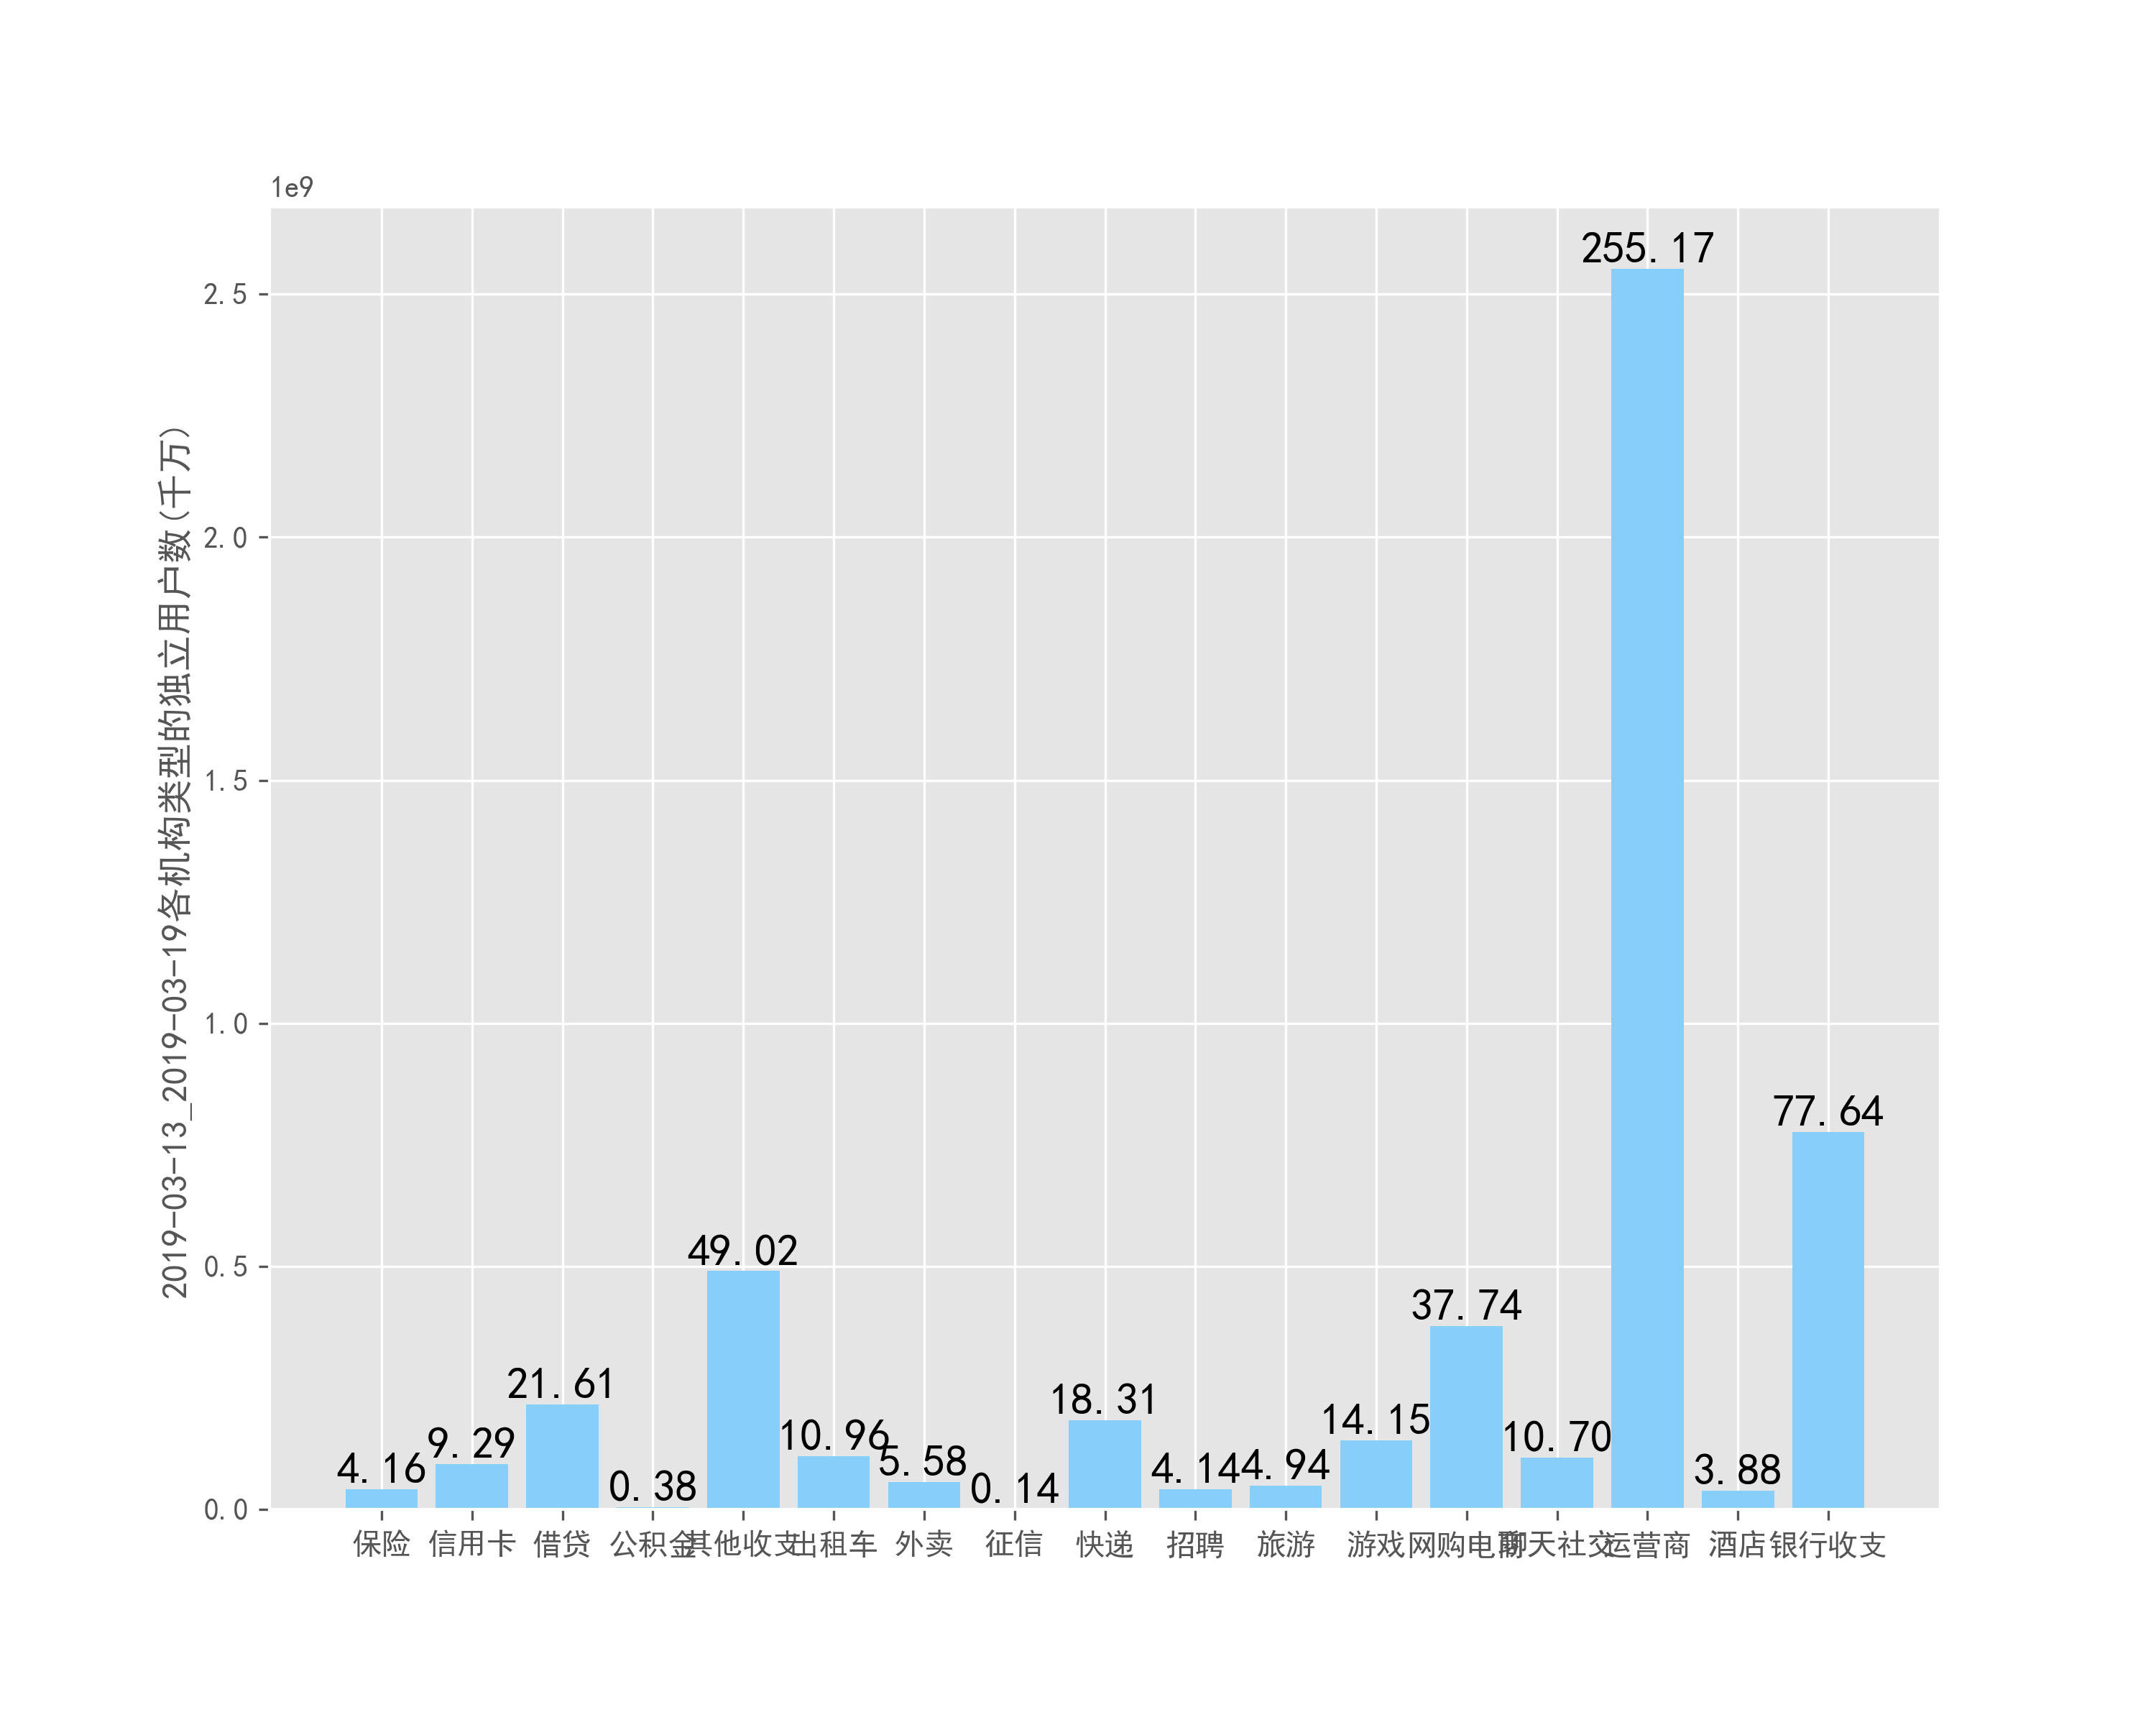 1e9
2019-03-13_2019-03-19各机构类型的独立用户数(千万)
2.5
2.0
1.5
1.0
0.5
0.0
4.16
9.29
21.61
0.38
49.02
10.96
5.58
0.14
18.31
4.14
4.94
14.15
37.74
10.70
255.17
3.88
77.64
保险
信用卡
借贷
公积金
其他收支
出租车
外卖
征信
快递
招聘
旅游
游戏
网购电商
聊天社交
运营商
酒店
银行收支